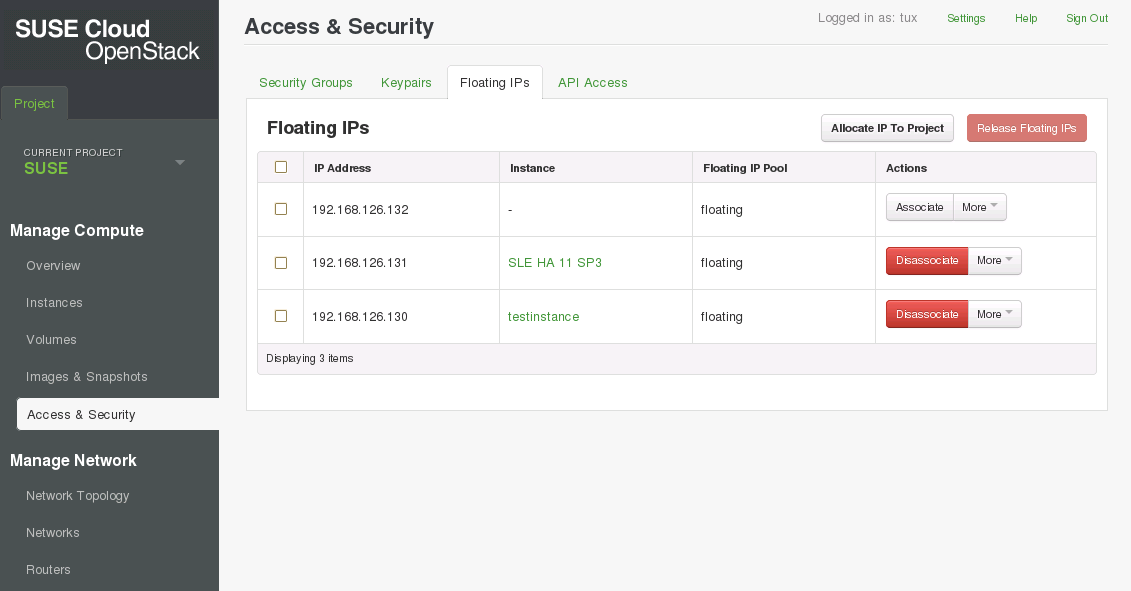 SUSE Cloud
OpenStack
Project
CURRENT PROJECT
SUSE
Manage Compute
Overview
Instances
Volumes
Images & Snapshots
Access & Security
Manage Network
Network Topology
Networks
Routers
Access & Security
Logged in as: tux Settings Help Sign Out
Security Groups Keypairs Floating IPs API Access
Floating IPs
Allocate IP To Project Release Floating IPs
IP Address Instance Floating IP Pool Actions
192.168.126.132 - floating Associate More
192.168.126.131 SLE HA 11 SP3 floating Disassociate More
192.168.126.130 testinstance floating Disassociate More
Displaying 3 items